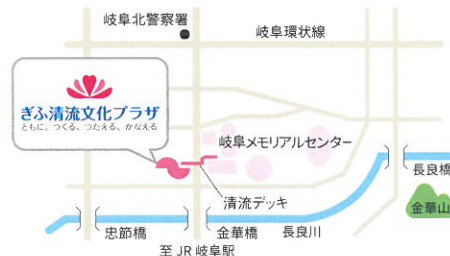 岐阜北警察署
岐阜環状線
ぎふ清流文化プラザ
ともに、つくる、つたえる、かなえる
岐阜メモリアルセンター
長良橋
清流デッキ
金華山
忠節橋
金華橋
長良川
至 JR 岐阜駅